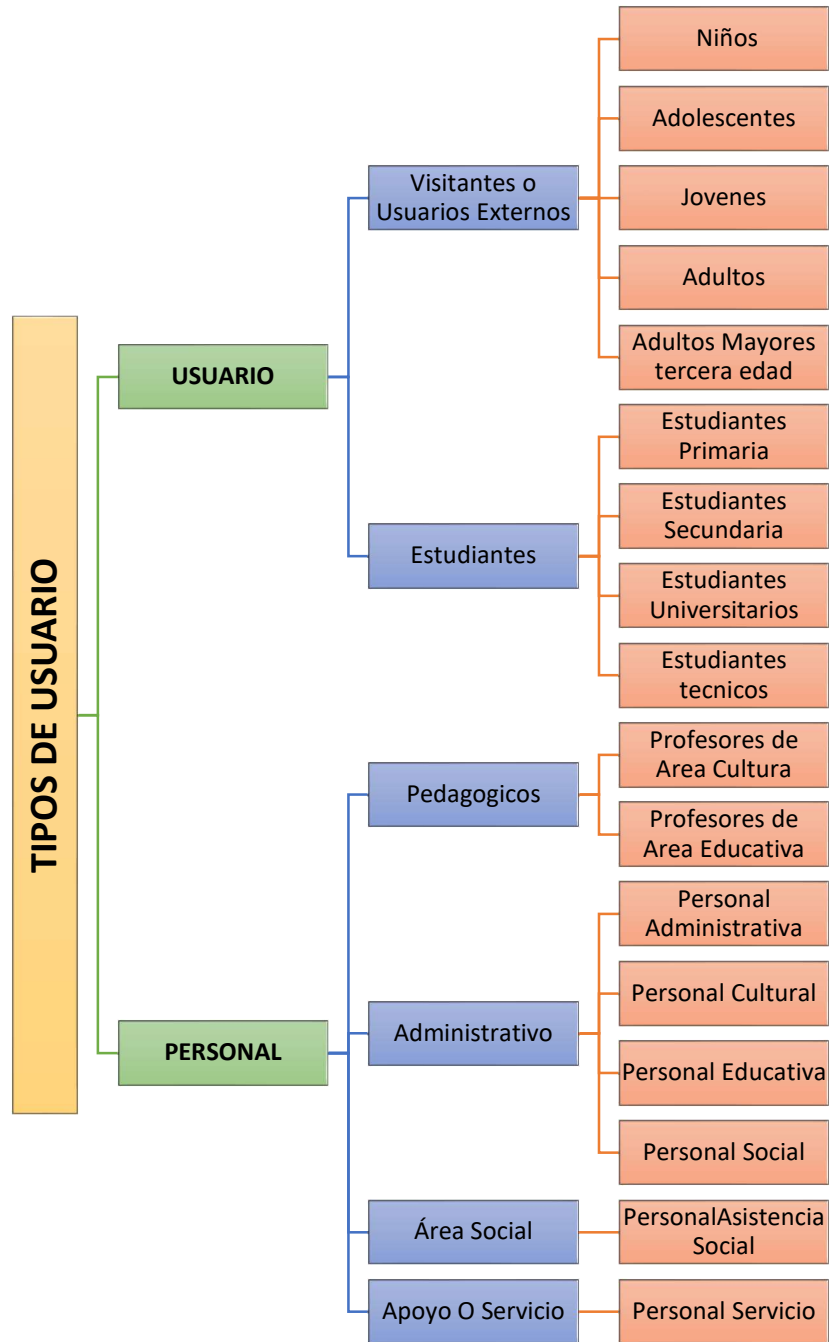 TIPOS DE USUARIO
USUARIO
Visitantes o
Usuarios Externos
Niños
Adolescentes
Jovenes
Adultos
Adultos Mayores
tercera edad
Estudiantes
Estudiantes
Primaria
Estudiantes
Secundaria
Estudiantes
Universitarios
Estudiantes
tecnicos
PERSONAL
Pedagogicos
Profesores de
Area Cultura
Profesores de
Area Educativa
Administrativo
Personal
Administrativa
Personal Cultural
Personal Educativa
Personal Social
Área Social
PersonalAsistencia
Social
Apoyo O Servicio
Personal Servicio